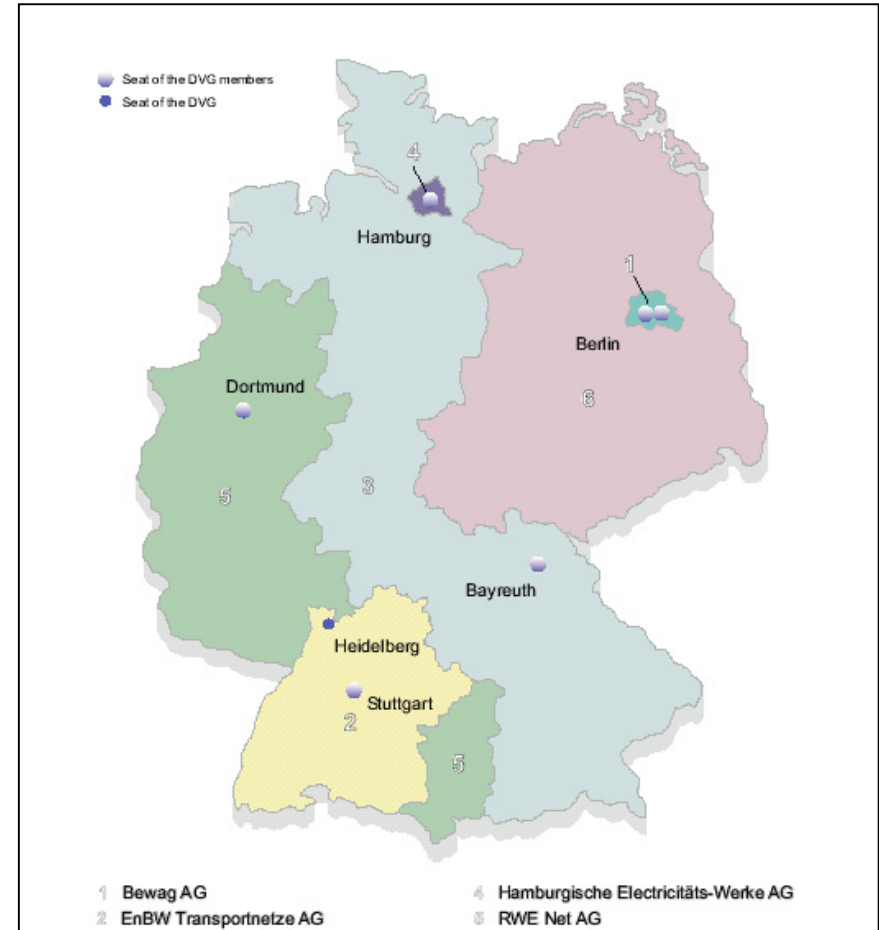 Seat of the DVG members
Seat of the DVG
4
Hamburg
1
Berlin
Dortmund
6
5
3
Bayreuth
Heidelberg
Stuttgart
2
5
1 Bewag AG
4 Hamburgische Electricitäts-Werke AG
2 EnBW Transportnetze AG
5 RWE Net AG